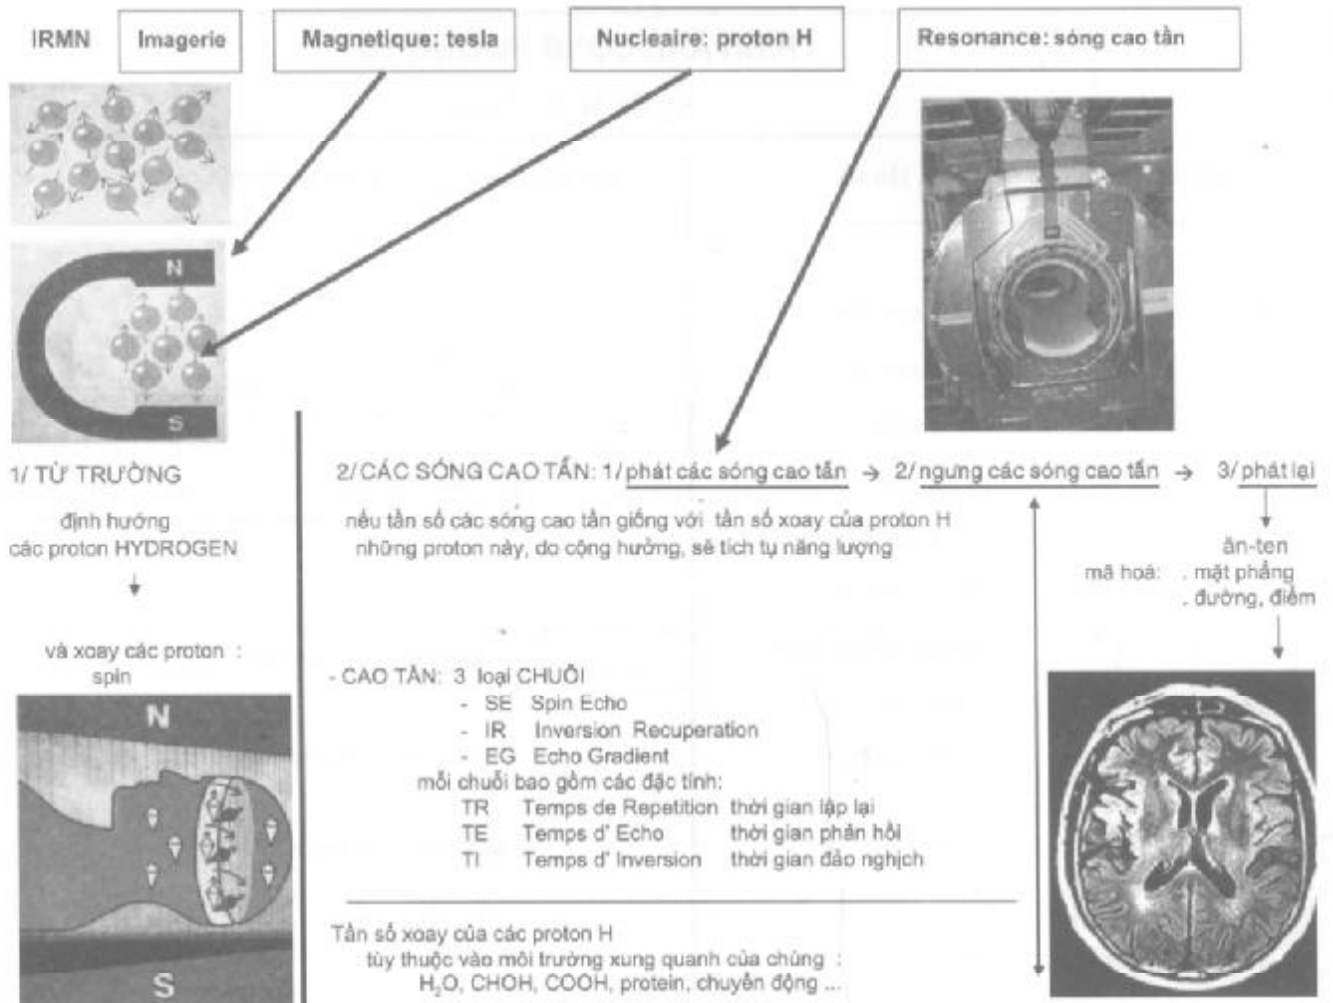 IRMN
Imagerie
Magnetique: tesla
Nucleaire: proton H
Resonance: sóng cao tần
N
S
1/ TỪ TRƯỜNG
định hướng
các proton HYDROGEN
và xoay các proton :
spin
N
S
2/ CÁC SÓNG CAO TẦN: 1/ phát các sóng cao tần → 2/ ngưng các sóng cao tần → 3/ phát lại
nếu tần số các sóng cao tần giống với tần số xoay của proton H
những proton này, do cộng hưởng, sẽ tích tụ năng lượng
ăn-ten
mã hoá: . mặt phẳng
. đường, điểm
- CAO TẦN: 3 loại CHUỖI
- SE Spin Echo
- IR Inversion Recuperation
- EG Echo Gradient
mỗi chuỗi bao gồm các đặc tính:
TR Temps de Repetition thời gian lập lại
TE Temps d' Echo thời gian phản hồi
TI Temps d' Inversion thời gian đảo nghịch
Tần số xoay của các proton H
tùy thuộc vào môi trường xung quanh của chúng :
H₂O, CHOH, COOH, protein, chuyển động ...